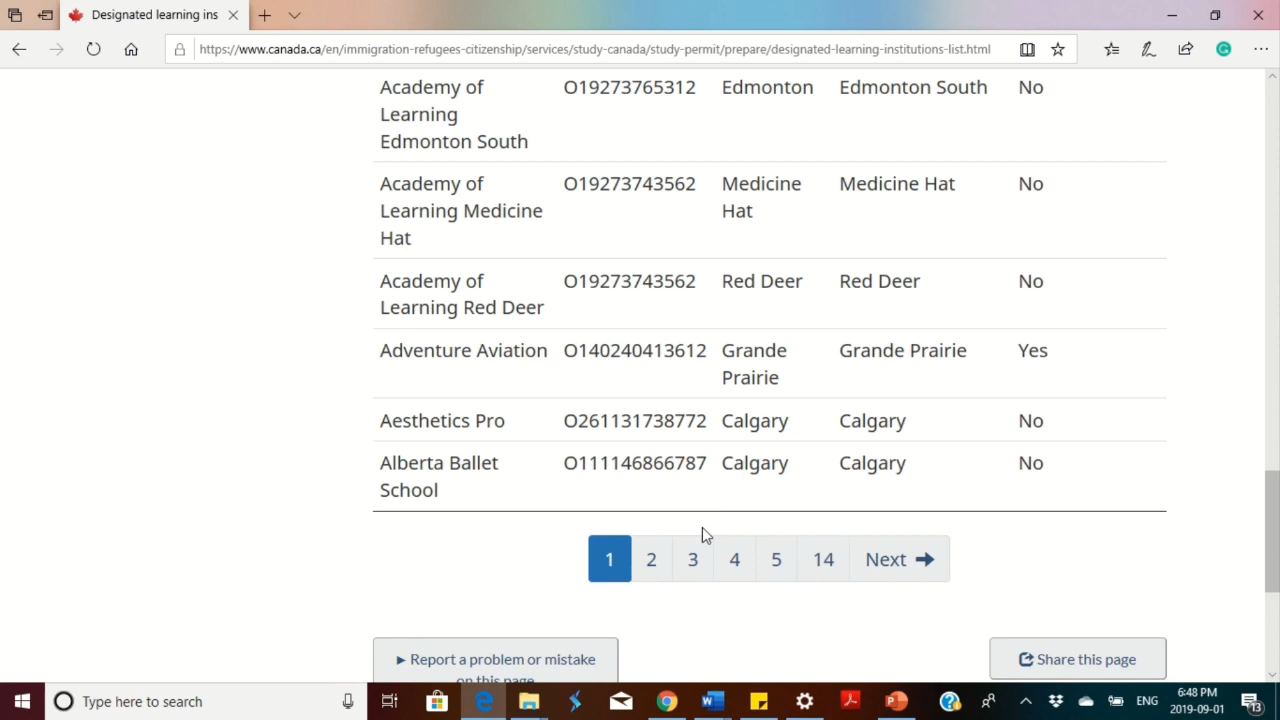 Designated learning ins
https://www.canada.ca/en/immigration-refugees-citizenship/services/study-canada/study-permit/prepare/designated-learning-institutions-list.html
Academy of
Learning
Edmonton South
O19273765312
Edmonton
Edmonton South
No
Academy of
Learning Medicine
Hat
O19273743562
Medicine
Hat
Medicine Hat
No
Academy of
Learning Red Deer
O19273743562
Red Deer
Red Deer
No
Adventure Aviation
O140240413612
Grande
Prairie
Grande Prairie
Yes
Aesthetics Pro
O261131738772
Calgary
Calgary
No
Alberta Ballet
School
O111146866787
Calgary
Calgary
No
1 2 3 4 5 14 Next
Report a problem or mistake
on this page
Share this page
Type here to search
ENG
6:48 PM
2019-09-01
13